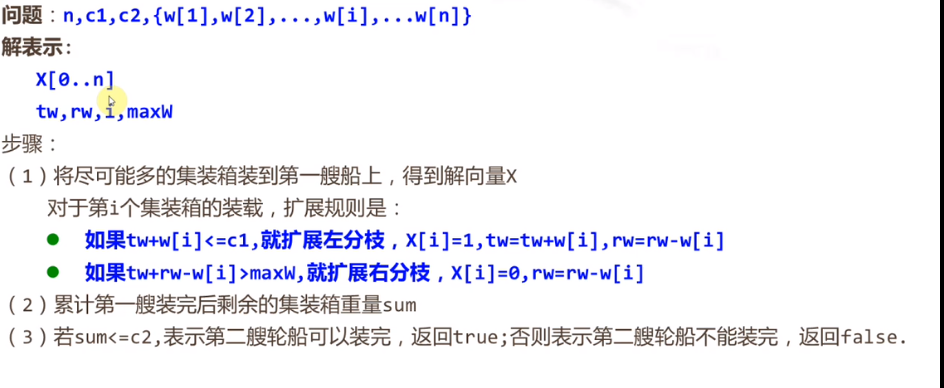 问题：n,c1,c2,{w[1],w[2],...,w[i],...w[n]}
解表示：
X[0..n]
tw,rw,i,maxW
步骤：
（1）将尽可能多的集装箱装到第一艘船上，得到解向量X
对于第i个集装箱的装载，扩展规则是：
● 如果tw+w[i]<=c1,就扩展左分枝，X[i]=1,tw=tw+w[i],rw=rw-w[i]
● 如果tw+rw-w[i]>maxW,就扩展右分枝，X[i]=0,rw=rw-w[i]
（2）累计第一艘装完后剩余的集装箱重量sum
（3）若sum<=c2,表示第二艘轮船可以装完，返回true;否则表示第二艘轮船不能装完，返回false.